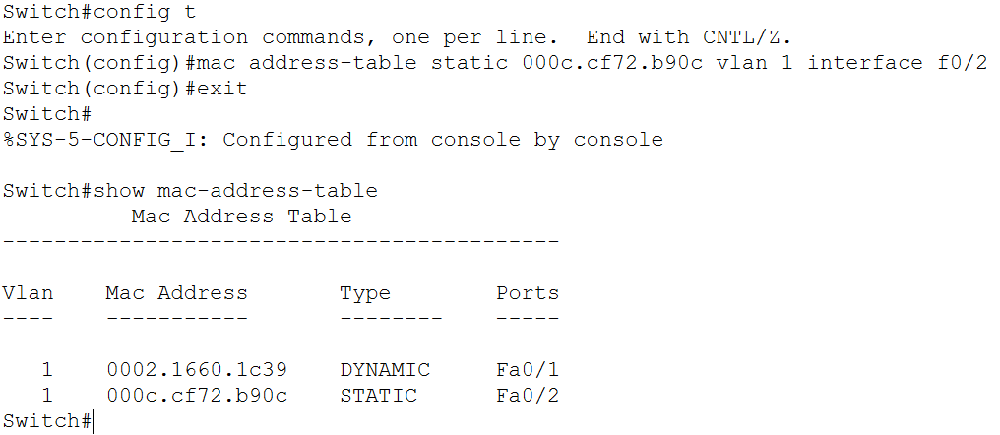 Switch#config t
Enter configuration commands, one per line.  End with CNTL/Z.
Switch(config)#mac address-table static 000c.cf72.b90c vlan 1 interface f0/2
Switch(config)#exit
Switch#
%SYS-5-CONFIG_I: Configured from console by console

Switch#show mac-address-table
          Mac Address Table
-------------------------------------------

Vlan    Mac Address       Type        Ports
----    -----------       --------    -----

   1    0002.1660.1c39    DYNAMIC     Fa0/1
   1    000c.cf72.b90c    STATIC      Fa0/2
Switch#